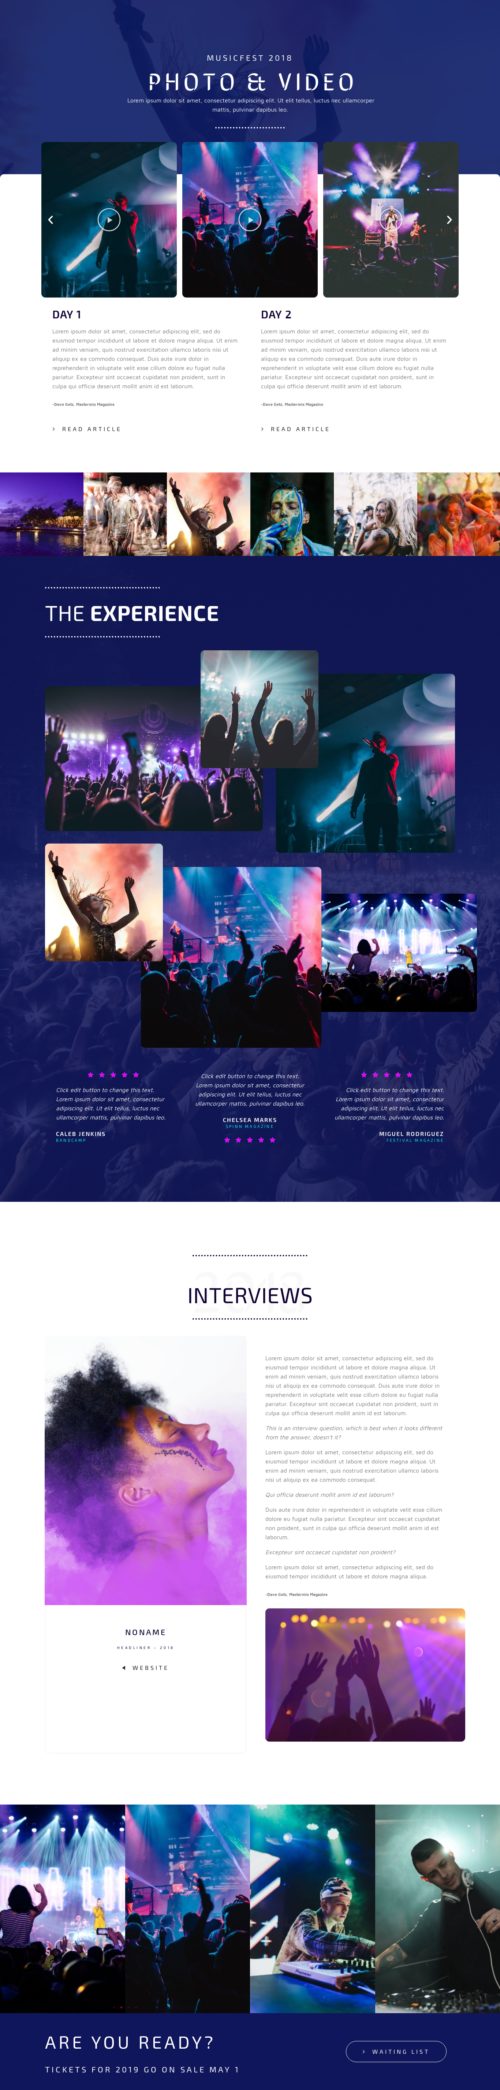 MUSICFEST 2018
PHOTO & VIDEO
Lorem ipsum dolor sit amet, consectetur adipiscing elit. Ut elit tellus, luctus nec ullamcorper
mattis, pulvinar dapibus leo.
DAY 1
Lorem ipsum dolor sit amet, consectetur adipiscing elit, sed do
eiusmod tempor incididunt ut labore et dolore magna aliqua. Ut enim
ad minim veniam, quis nostrud exercitation ullamco laboris nisi ut
aliquip ex ea commodo consequat. Duis aute irure dolor in
reprehenderit in voluptate velit esse cillum dolore eu fugiat nulla
pariatur. Excepteur sint occaecat cupidatat non proident, sunt in
culpa qui officia deserunt mollit anim id est laborum.
-Dave Getz, Mastermix Magazine
› READ ARTICLE
DAY 2
Lorem ipsum dolor sit amet, consectetur adipiscing elit, sed do
eiusmod tempor incididunt ut labore et dolore magna aliqua. Ut enim
ad minim veniam, quis nostrud exercitation ullamco laboris nisi ut
aliquip ex ea commodo consequat. Duis aute irure dolor in
reprehenderit in voluptate velit esse cillum dolore eu fugiat nulla
pariatur. Excepteur sint occaecat cupidatat non proident, sunt in
culpa qui officia deserunt mollit anim id est laborum.
-Dave Getz, Mastermix Magazine
› READ ARTICLE
THE EXPERIENCE
Click edit button to change this text.
Lorem ipsum dolor sit amet, consectetur
adipiscing elit. Ut elit tellus, luctus nec
ullamcorper mattis, pulvinar dapibus leo.
CALEB JENKINS
BANDCAMP
Click edit button to change this text.
Lorem ipsum dolor sit amet, consectetur
adipiscing elit. Ut elit tellus, luctus nec
ullamcorper mattis, pulvinar dapibus leo.
CHELSEA MARKS
SPINN MAGAZINE
Click edit button to change this text.
Lorem ipsum dolor sit amet, consectetur
adipiscing elit. Ut elit tellus, luctus nec
ullamcorper mattis, pulvinar dapibus leo.
MIGUEL RODRIGUEZ
FESTIVAL MAGAZINE
2018
INTERVIEWS
NONAME
HEADLINER - 2018
WEBSITE
Lorem ipsum dolor sit amet, consectetur adipiscing elit, sed do
eiusmod tempor incididunt ut labore et dolore magna aliqua. Ut
enim ad minim veniam, quis nostrud exercitation ullamco laboris
nisi ut aliquip ex ea commodo consequat. Duis aute irure dolor in
reprehenderit in voluptate velit esse cillum dolore eu fugiat nulla
pariatur. Excepteur sint occaecat cupidatat non proident, sunt in
culpa qui officia deserunt mollit anim id est laborum.
This is an interview question, which is best when it looks different
from the answer, doesn't it?
Lorem ipsum dolor sit amet, consectetur adipiscing elit, sed do
eiusmod tempor incididunt ut labore et dolore magna aliqua. Ut
enim ad minim veniam, quis nostrud exercitation ullamco laboris
nisi ut aliquip ex ea commodo consequat.
Qui officia deserunt mollit anim id est laborum?
Duis aute irure dolor in reprehenderit in voluptate velit esse cillum
dolore eu fugiat nulla pariatur. Excepteur sint occaecat cupidatat
non proident, sunt in culpa qui officia deserunt mollit anim id est
laborum.
Excepteur sint occaecat cupidatat non proident?
Lorem ipsum dolor sit amet, consectetur adipiscing elit, sed do
eiusmod tempor incididunt ut labore et dolore magna aliqua.
-Dave Getz, Mastermix Magazine
ARE YOU READY?
TICKETS FOR 2019 GO ON SALE MAY 1
› WAITING LIST